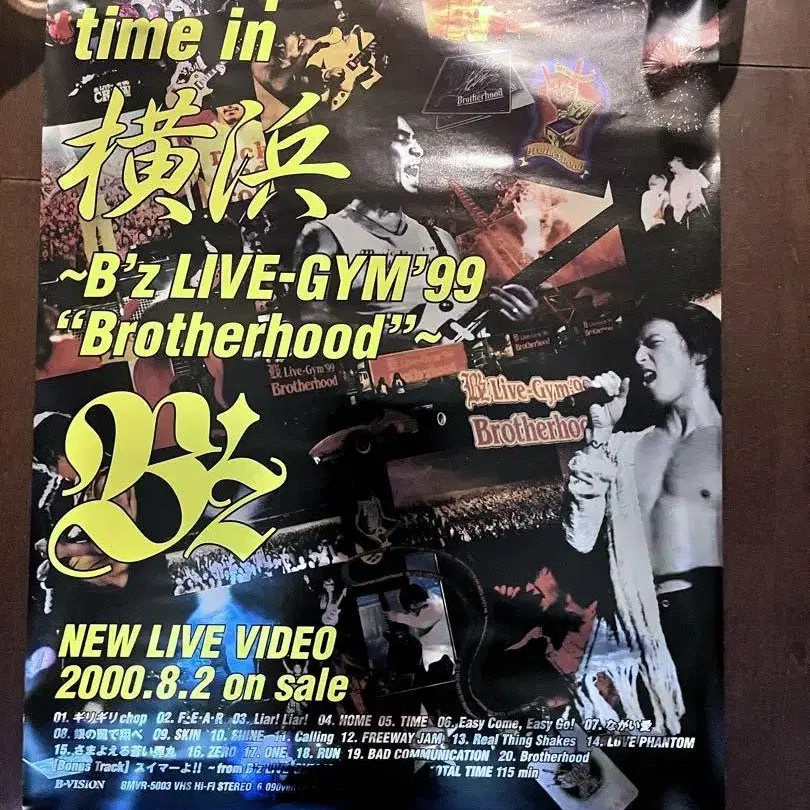 time in
横浜
~B'z LIVE-GYM'99
"Brotherhood"~
Brotherhood
B'z Live-Gym'99
Brotherhood
B'z Live-Gym'99
Brotherhoo
B'z
NEW LIVE VIDEO
2000.8.2 on sale
01. ギリギリchop 02. F・E・A・R 03. Liar! Liar! 04. HOME 05. TIME 06. Easy Come, Easy Go! 07. ながい愛
08. 銀の翼で翔べ 09. SKIN 10. SHINE 11. Calling 12. FREEWAY JAM 13. Real Thing Shakes 14. LOVE PHANTOM
15. さまよえる蒼い弾丸 16. ZERO 17. ONE 18. RUN 19. BAD COMMUNICATION 20. Brotherhood
[Bonus Track] スイマーよ!! ~from B'z LIVE TOTAL TIME 115 min
B-VISION BMVR-5003 VHS HI-FI STEREO